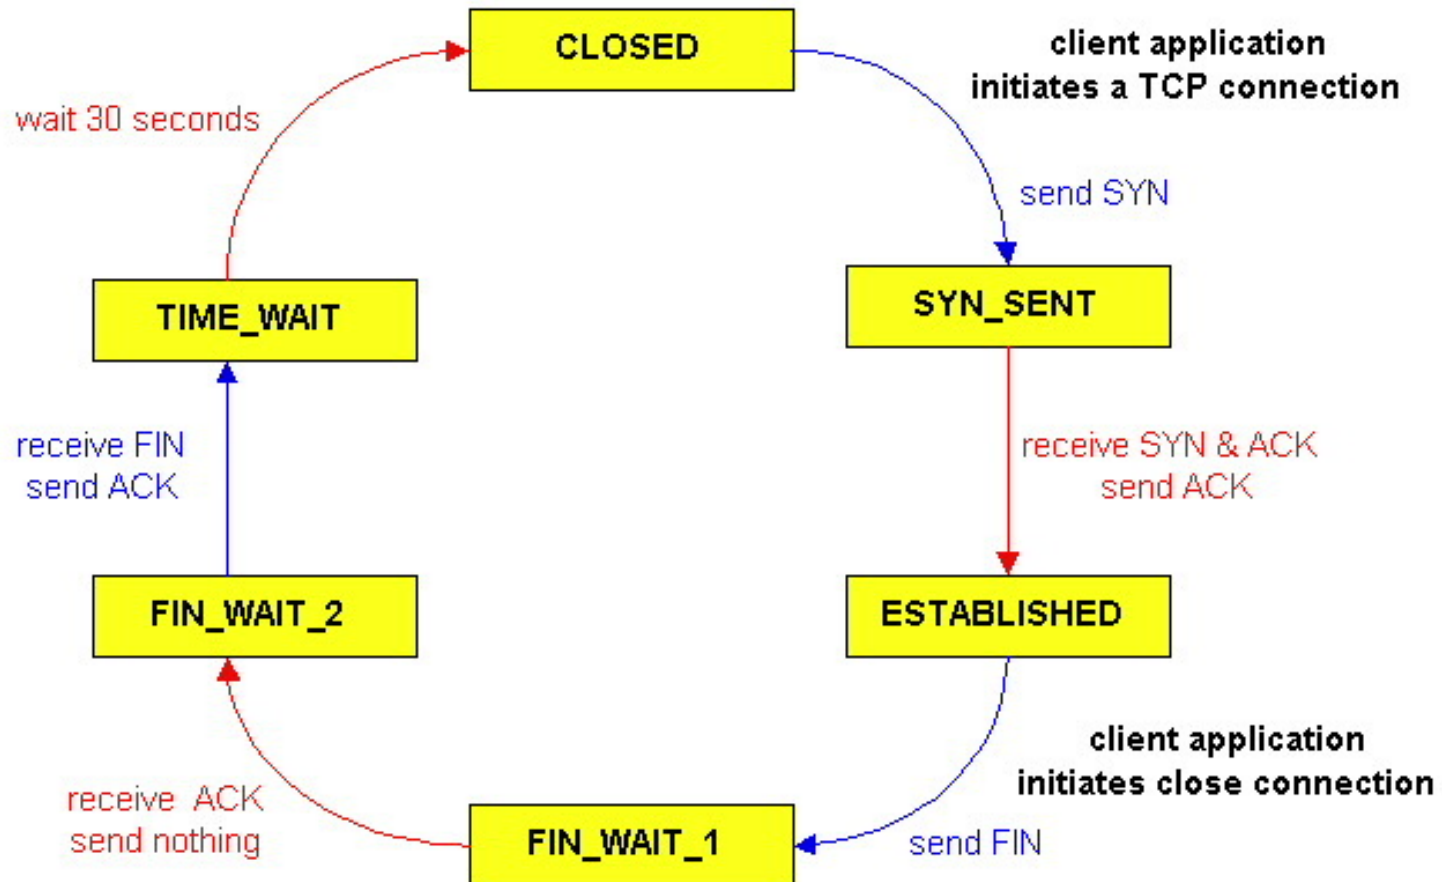 CLOSED
client application
initiates a TCP connection
wait 30 seconds
send SYN
TIME_WAIT
SYN_SENT
receive FIN
send ACK
receive SYN & ACK
send ACK
FIN_WAIT_2
ESTABLISHED
client application
initiates close connection
receive ACK
send nothing
FIN_WAIT_1
send FIN